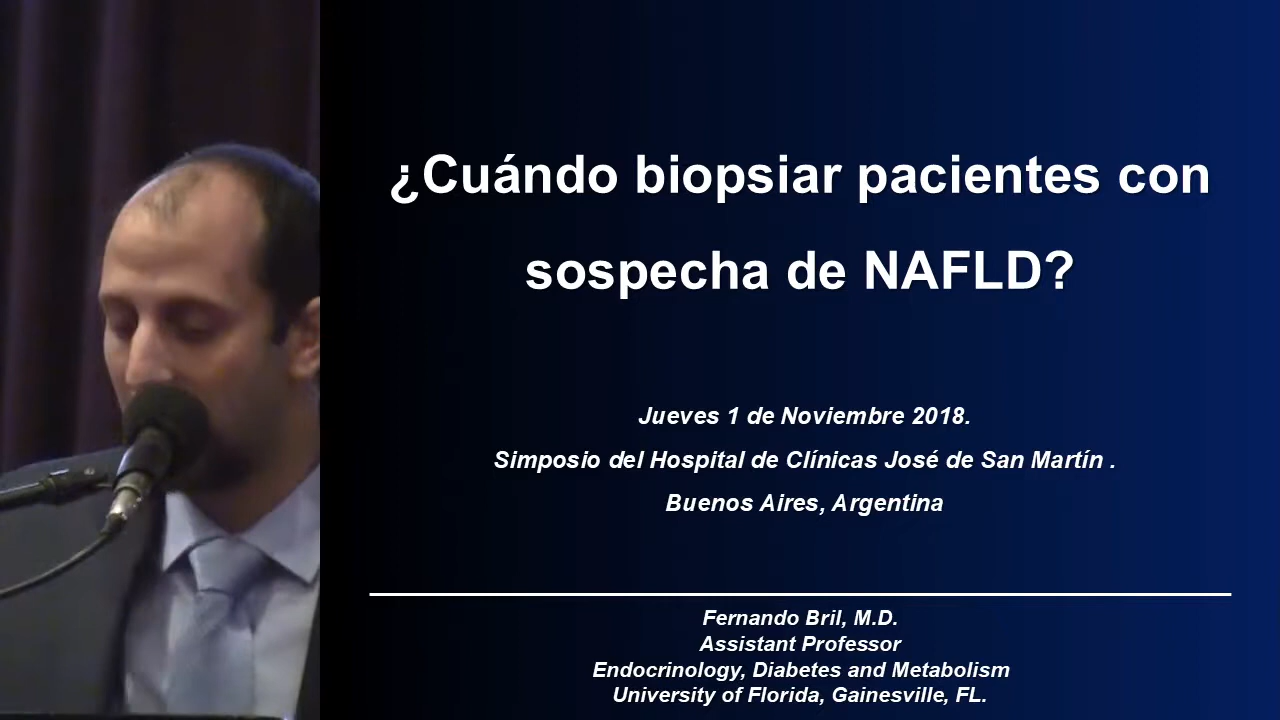 ¿Cuándo biopsiar pacientes con
sospecha de NAFLD?
Jueves 1 de Noviembre 2018.
Simposio del Hospital de Clínicas José de San Martín .
Buenos Aires, Argentina
Fernando Bril, M.D.
Assistant Professor
Endocrinology, Diabetes and Metabolism
University of Florida, Gainesville, FL.